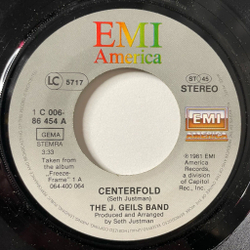 EMI
America
LC 5717
ST 45
STEREO
1 C 006-
86 454 A
GEMA
STEMRA
3:33
Taken from
the album
„Freeze-
Frame" 1 A
064 400 064
EMI
AMERICA
℗ 1981 EMI
America
Records,
a division
of Capitol
Rec., Inc.
CENTERFOLD
(Seth Justman)
THE J. GEILS BAND
Produced and Arranged
by Seth Justman